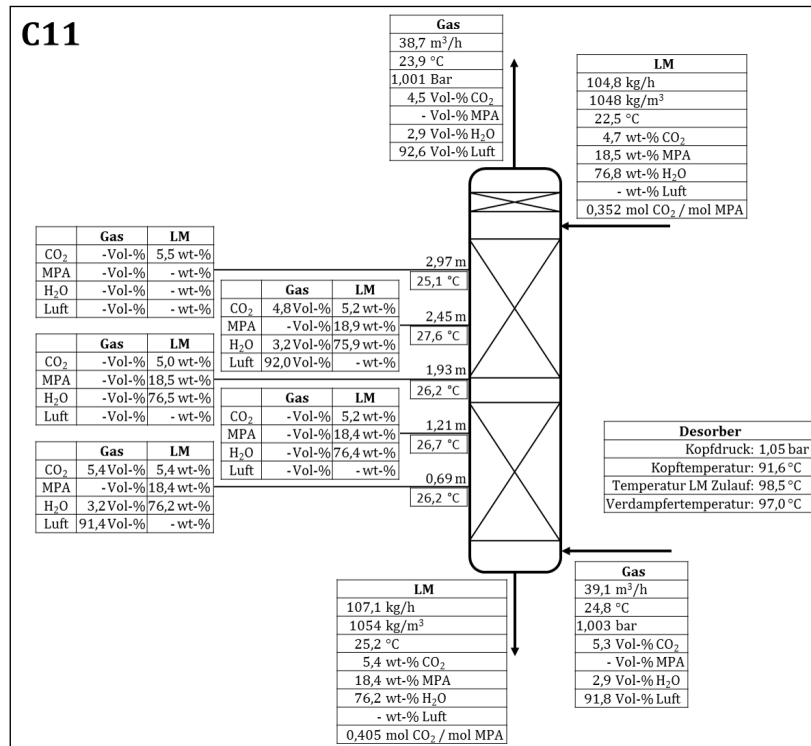 C11
Gas
38,7 m³/h
23,9 °C
1,001 Bar
4,5 Vol-% CO₂
- Vol-% MPA
2,9 Vol-% H₂O
92,6 Vol-% Luft
LM
104,8 kg/h
1048 kg/m³
22,5 °C
4,7 wt-% CO₂
18,5 wt-% MPA
76,8 wt-% H₂O
- wt-% Luft
0,352 mol CO₂ / mol MPA
Gas LM
CO₂ -Vol-% 5,5 wt-%
MPA -Vol-% - wt-%
H₂O -Vol-% - wt-%
Luft -Vol-% - wt-%
2,97 m
25,1 °C
Gas LM
CO₂ 4,8 Vol-% 5,2 wt-%
MPA -Vol-% 18,9 wt-%
H₂O 3,2 Vol-% 75,9 wt-%
Luft 92,0 Vol-% - wt-%
2,45 m
27,6 °C
Gas LM
CO₂ -Vol-% 5,0 wt-%
MPA -Vol-% 18,5 wt-%
H₂O -Vol-% 76,5 wt-%
Luft -Vol-% - wt-%
1,93 m
26,2 °C
Gas LM
CO₂ -Vol-% 5,2 wt-%
MPA -Vol-% 18,4 wt-%
H₂O -Vol-% 76,4 wt-%
Luft -Vol-% - wt-%
1,21 m
26,7 °C
Gas LM
CO₂ 5,4 Vol-% 5,4 wt-%
MPA -Vol-% 18,4 wt-%
H₂O 3,2 Vol-% 76,2 wt-%
Luft 91,4 Vol-% - wt-%
0,69 m
26,2 °C
Desorber
Kopfdruck: 1,05 bar
Kopftemperatur: 91,6 °C
Temperatur LM Zulauf: 98,5 °C
Verdampfertemperatur: 97,0 °C
LM
107,1 kg/h
1054 kg/m³
25,2 °C
5,4 wt-% CO₂
18,4 wt-% MPA
76,2 wt-% H₂O
- wt-% Luft
0,405 mol CO₂ / mol MPA
Gas
39,1 m³/h
24,8 °C
1,003 bar
5,3 Vol-% CO₂
- Vol-% MPA
2,9 Vol-% H₂O
91,8 Vol-% Luft